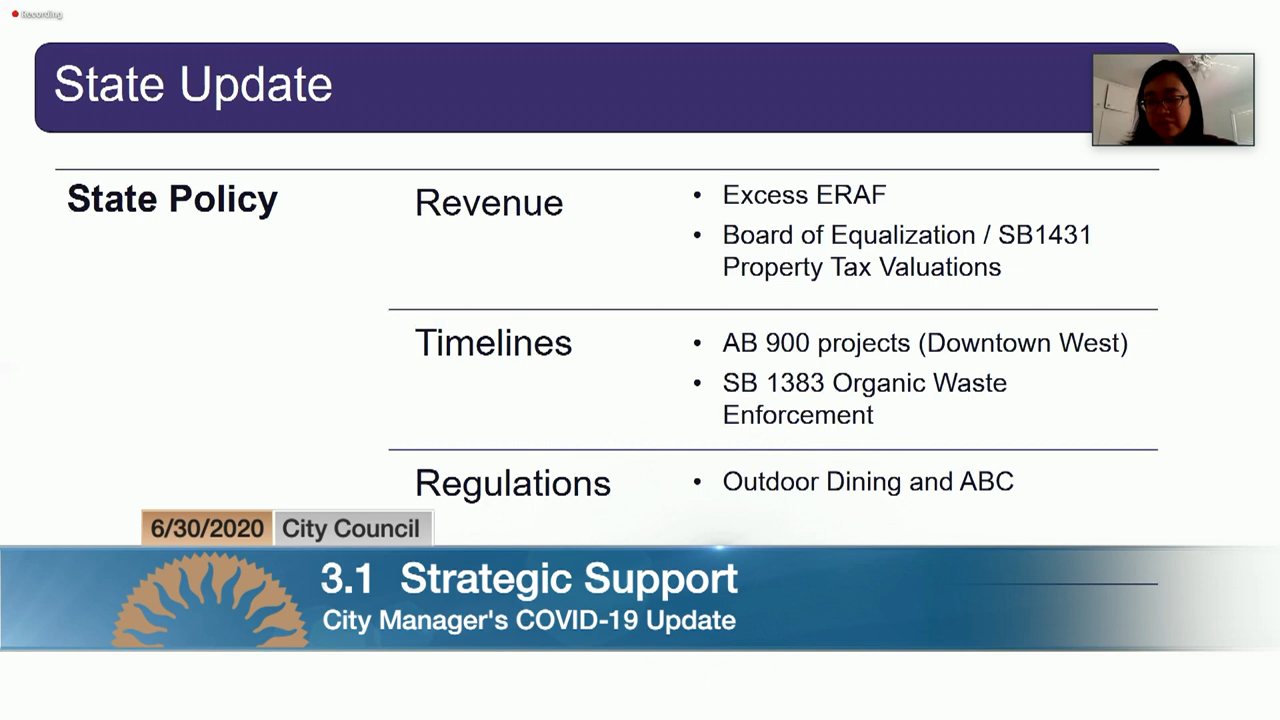 Recording
State Update
State Policy
Revenue
• Excess ERAF
• Board of Equalization / SB1431
Property Tax Valuations
Timelines
• AB 900 projects (Downtown West)
• SB 1383 Organic Waste
Enforcement
Regulations
• Outdoor Dining and ABC
6/30/2020 City Council
3.1 Strategic Support
City Manager's COVID-19 Update